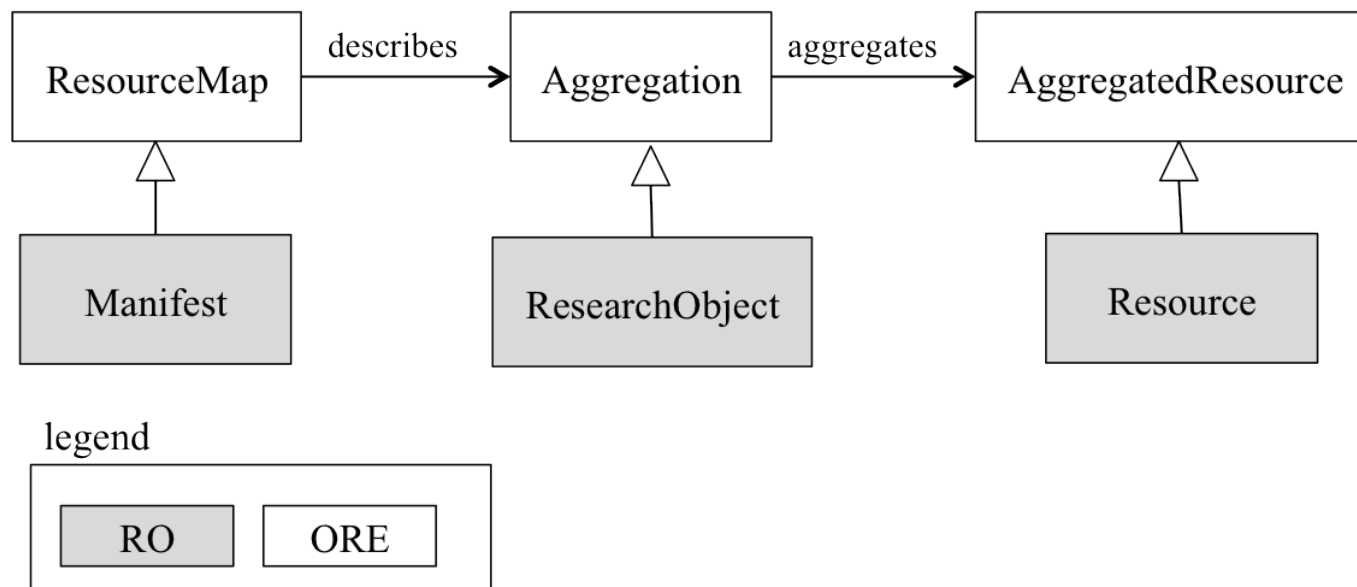 describes
aggregates
ResourceMap
Aggregation
AggregatedResource
Manifest
ResearchObject
Resource
legend
RO
ORE